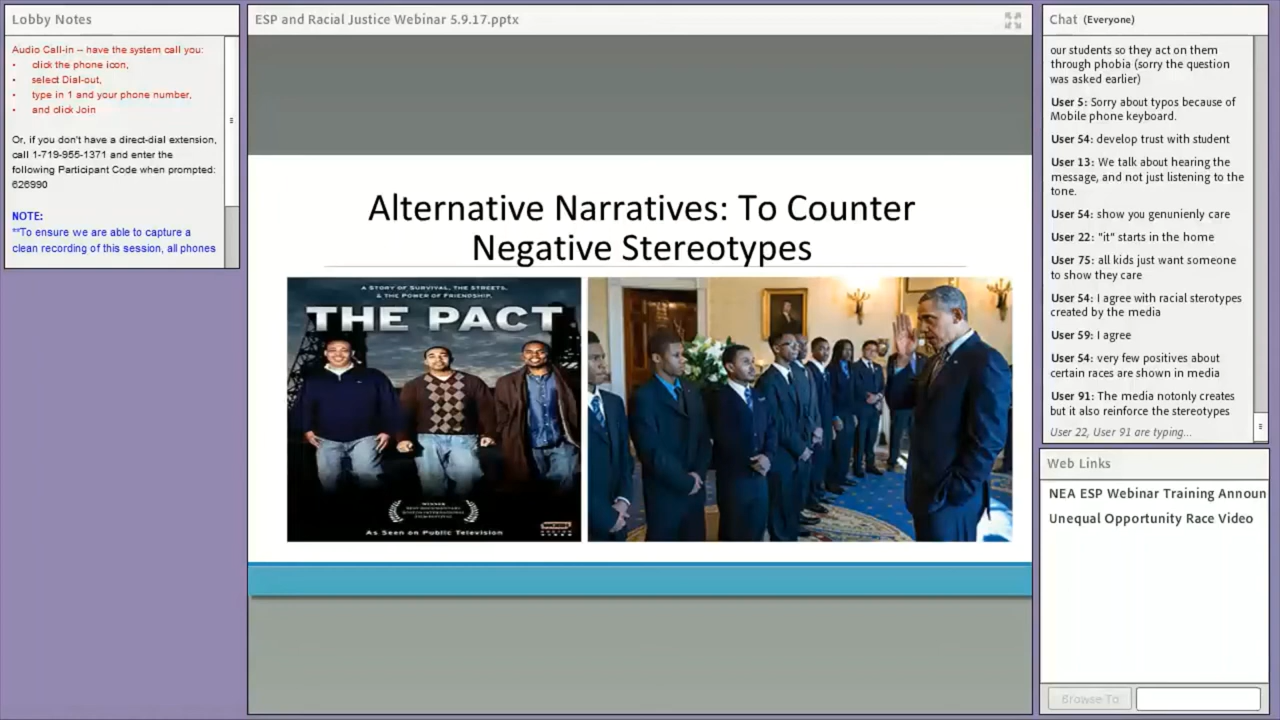 Lobby Notes
Audio Call-in -- have the system call you:
• click the phone icon,
• select Dial-out,
• type in 1 and your phone number,
• and click Join
Or, if you don't have a direct-dial extension,
call 1-719-955-1371 and enter the
following Participant Code when prompted:
626990
NOTE:
**To ensure we are able to capture a
clean recording of this session, all phones
ESP and Racial Justice Webinar 5.9.17.pptx
Alternative Narratives: To Counter
Negative Stereotypes
A STORY OF SURVIVAL, THE STREETS,
& THE POWER OF FRIENDSHIP.
THE PACT
WINNER
As Seen on Public Television
Chat (Everyone)
our students so they act on them
through phobia (sorry the question
was asked earlier)
User 5: Sorry about typos because of
Mobile phone keyboard.
User 54: develop trust with student
User 13: We talk about hearing the
message, and not just listening to the
tone.
User 54: show you genunienly care
User 22: "it" starts in the home
User 75: all kids just want someone
to show they care
User 54: I agree with racial sterotypes
created by the media
User 59: I agree
User 54: very few positives about
certain races are shown in media
User 91: The media notonly creates
but it also reinforce the stereotypes
User 22, User 91 are typing...
Web Links
NEA ESP Webinar Training Announ
Unequal Opportunity Race Video
Browse To